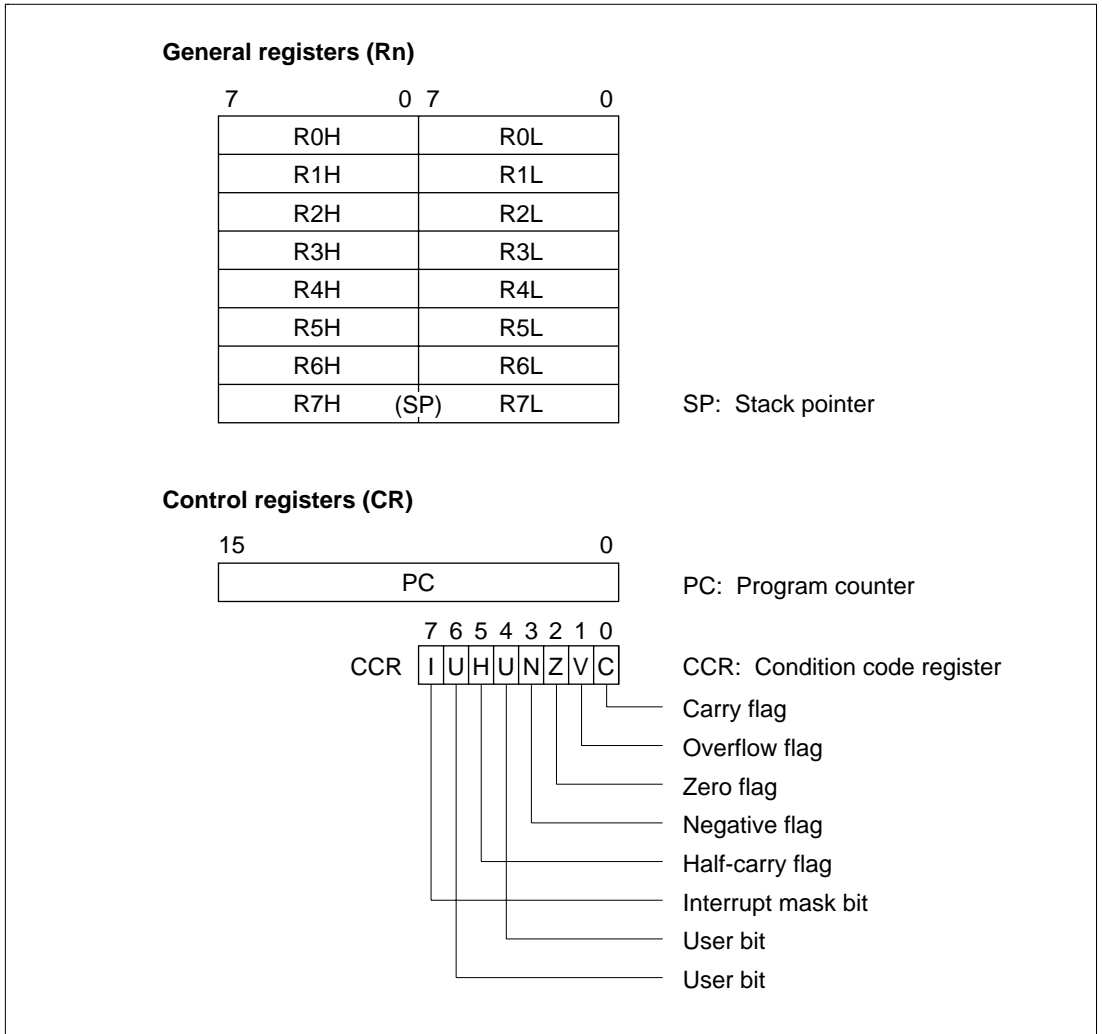 General registers (Rn)
7 0 7 0
R0H R0L
R1H R1L
R2H R2L
R3H R3L
R4H R4L
R5H R5L
R6H R6L
R7H (SP) R7L SP: Stack pointer
Control registers (CR)
15 0
PC PC: Program counter
7 6 5 4 3 2 1 0
CCR I U H U N Z V C CCR: Condition code register
Carry flag
Overflow flag
Zero flag
Negative flag
Half-carry flag
Interrupt mask bit
User bit
User bit